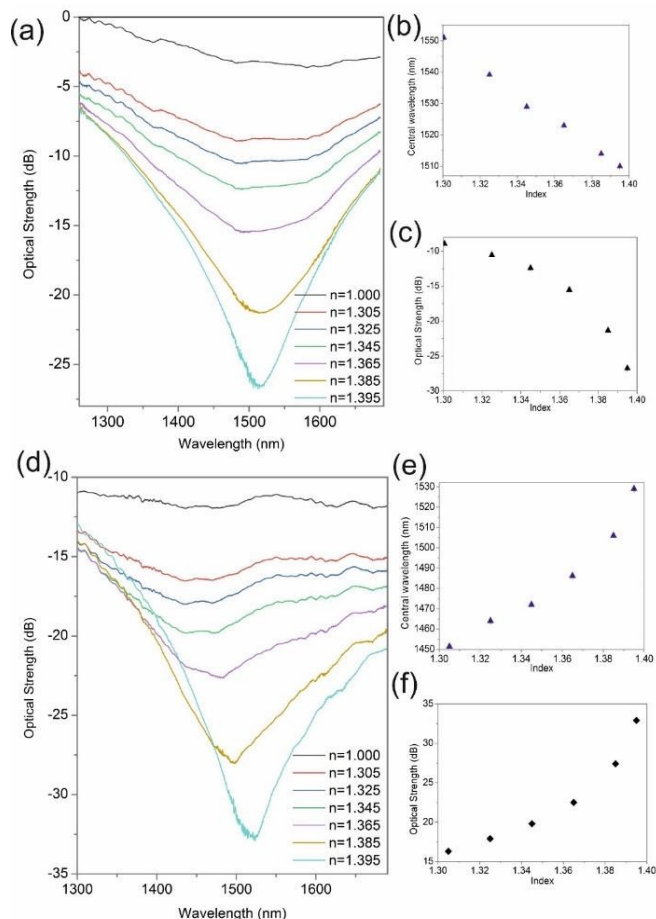 (a)
Optical Strength (dB)
0
-5
-10
-15
-20
-25
n=1.000
n=1.305
n=1.325
n=1.345
n=1.365
n=1.385
n=1.395
1300 1400 1500 1600
Wavelength (nm)
(b)
Central wavelength (nm)
1550
1540
1530
1520
1510
1.30 1.32 1.34 1.36 1.38 1.40
Index
(c)
Optical Strength (dB)
-10
-15
-20
-25
-30
1.30 1.32 1.34 1.36 1.38 1.40
Index
(d)
Optical Strength (dB)
-10
-15
-20
-25
-30
-35
n=1.000
n=1.305
n=1.325
n=1.345
n=1.365
n=1.385
n=1.395
1300 1400 1500 1600
Wavelength (nm)
(e)
Central wavelength (nm)
1530
1520
1510
1500
1490
1480
1470
1460
1450
1.30 1.32 1.34 1.36 1.38 1.40
Index
(f)
Optical Strength (dB)
33
30
27
24
21
18
15
1.30 1.32 1.34 1.36 1.38 1.40
Index